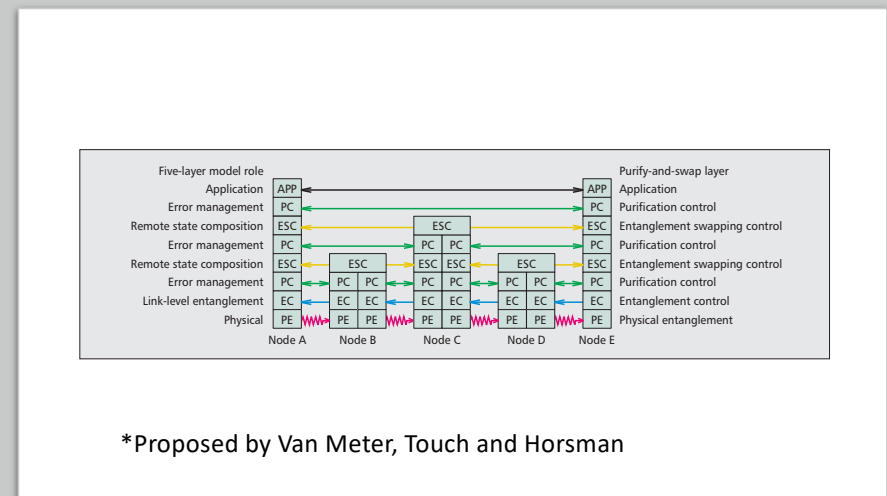 Five-layer model role Purify-and-swap layer
Application APP APP Application
Error management PC PC Purification control
Remote state composition ESC ESC ESC Entanglement swapping control
Error management PC PC PC PC Purification control
Remote state composition ESC ESC ESC ESC ESC ESC Entanglement swapping control
Error management PC PC PC PC PC PC PC PC Purification control
Link-level entanglement EC EC EC EC EC EC EC EC Entanglement control
Physical PE PE PE PE PE PE PE PE Physical entanglement
Node A Node B Node C Node D Node E
*Proposed by Van Meter, Touch and Horsman